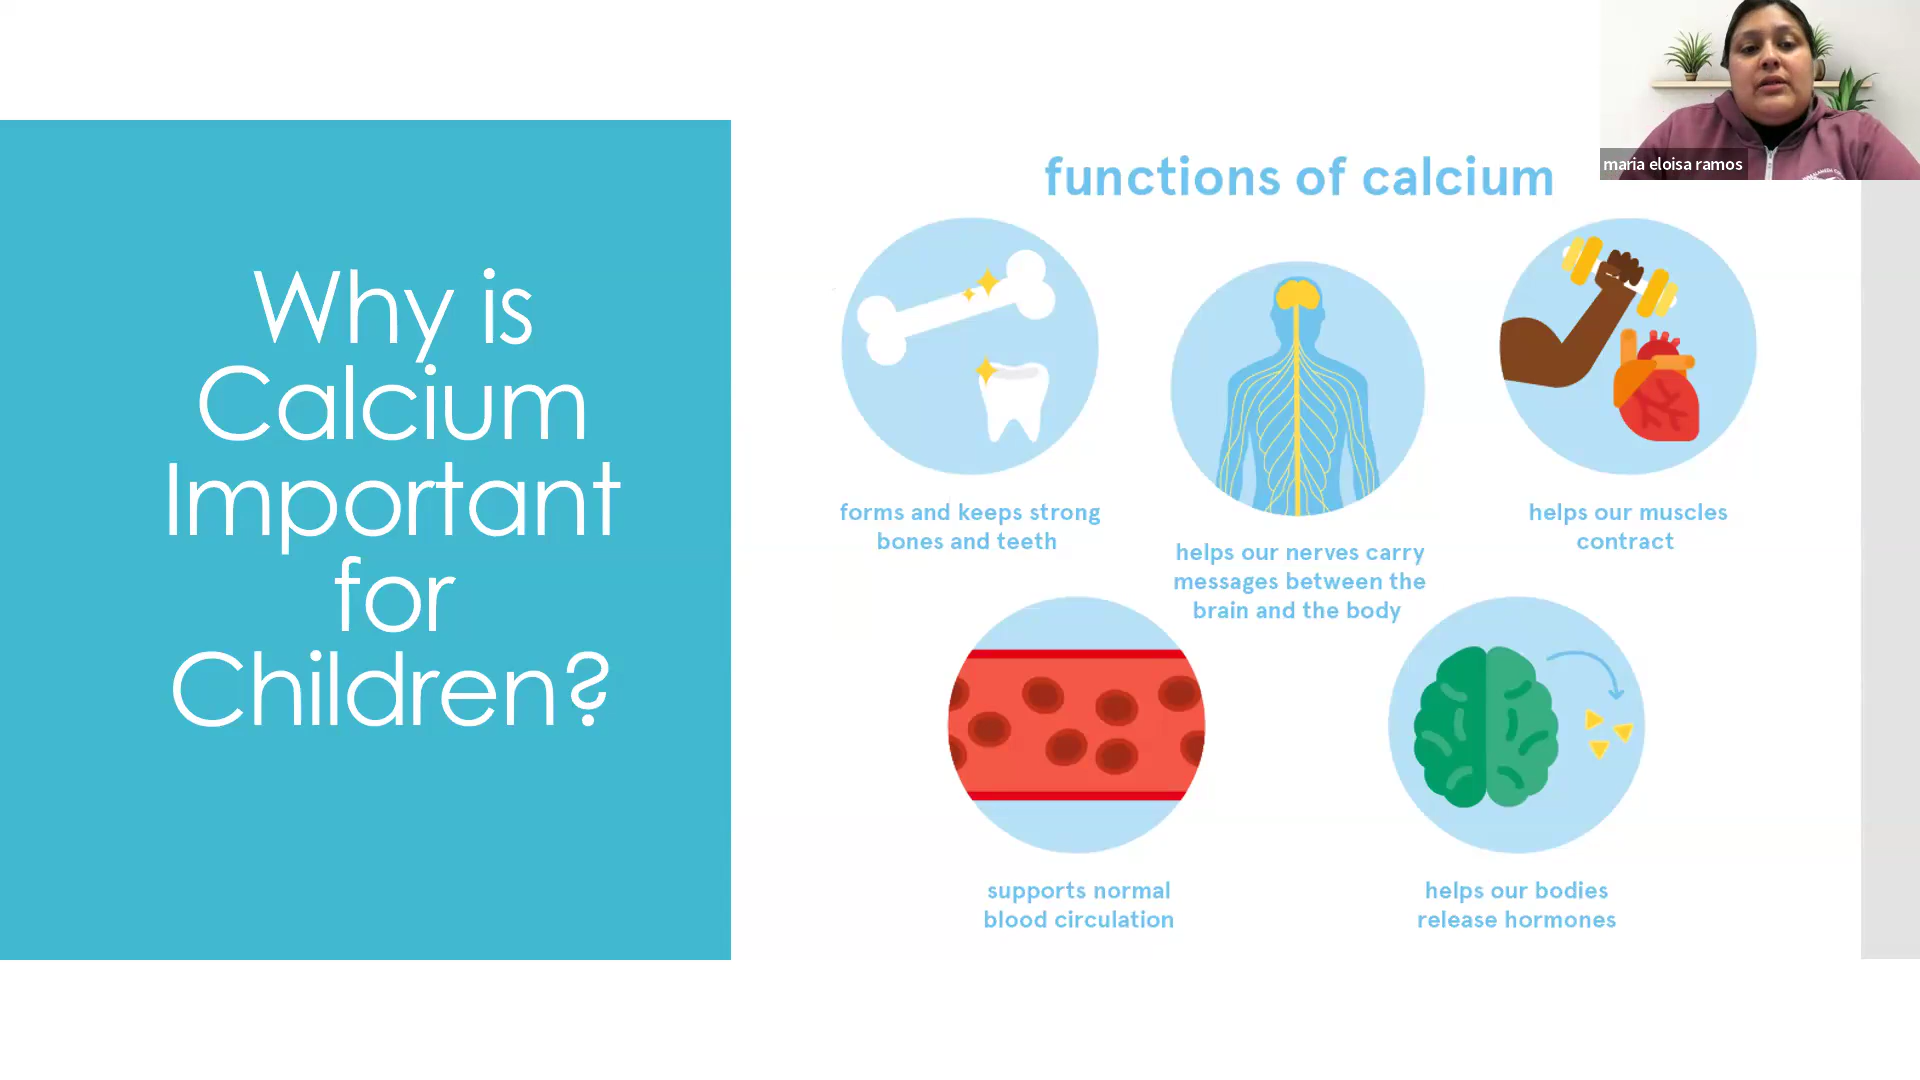 maria eloisa ramos
Why is
Calcium
Important
for
Children?
functions of calcium
forms and keeps strong
bones and teeth
helps our nerves carry
messages between the
brain and the body
helps our muscles
contract
supports normal
blood circulation
helps our bodies
release hormones